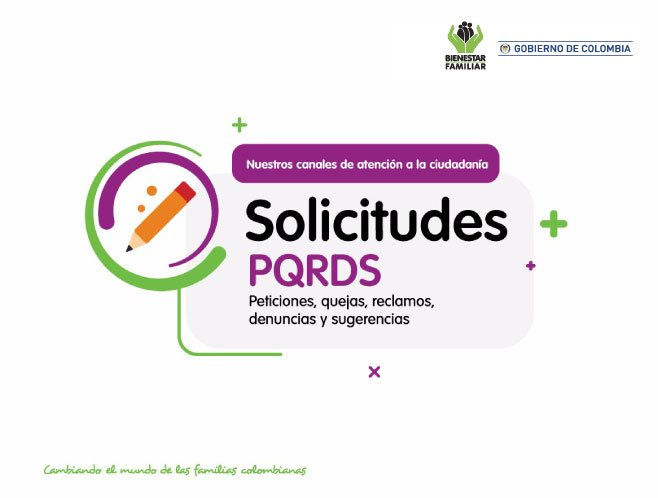 BIENESTAR
FAMILIAR
GOBIERNO DE COLOMBIA
Nuestros canales de atención a la ciudadanía
Solicitudes
PQRDS
Peticiones, quejas, reclamos,
denuncias y sugerencias
Cambiando el mundo de las familias colombianas